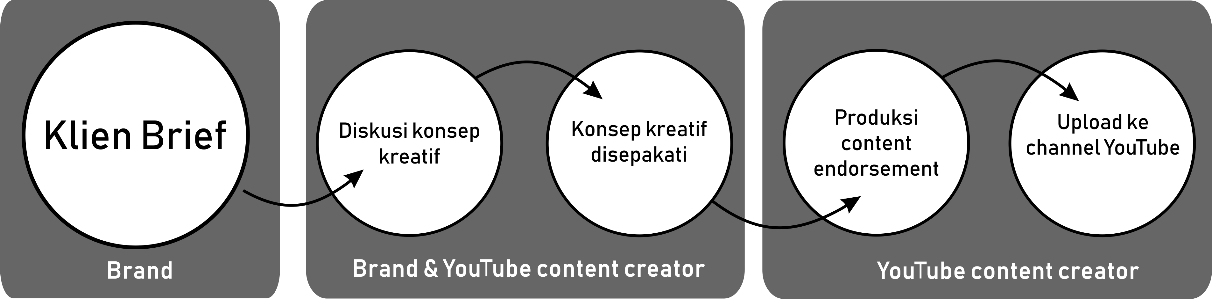 Klien Brief
Brand
Diskusi konsep
kreatif
Konsep kreatif
disepakati
Brand & YouTube content creator
Produksi
content
endorsement
Upload ke
channel YouTube
YouTube content creator